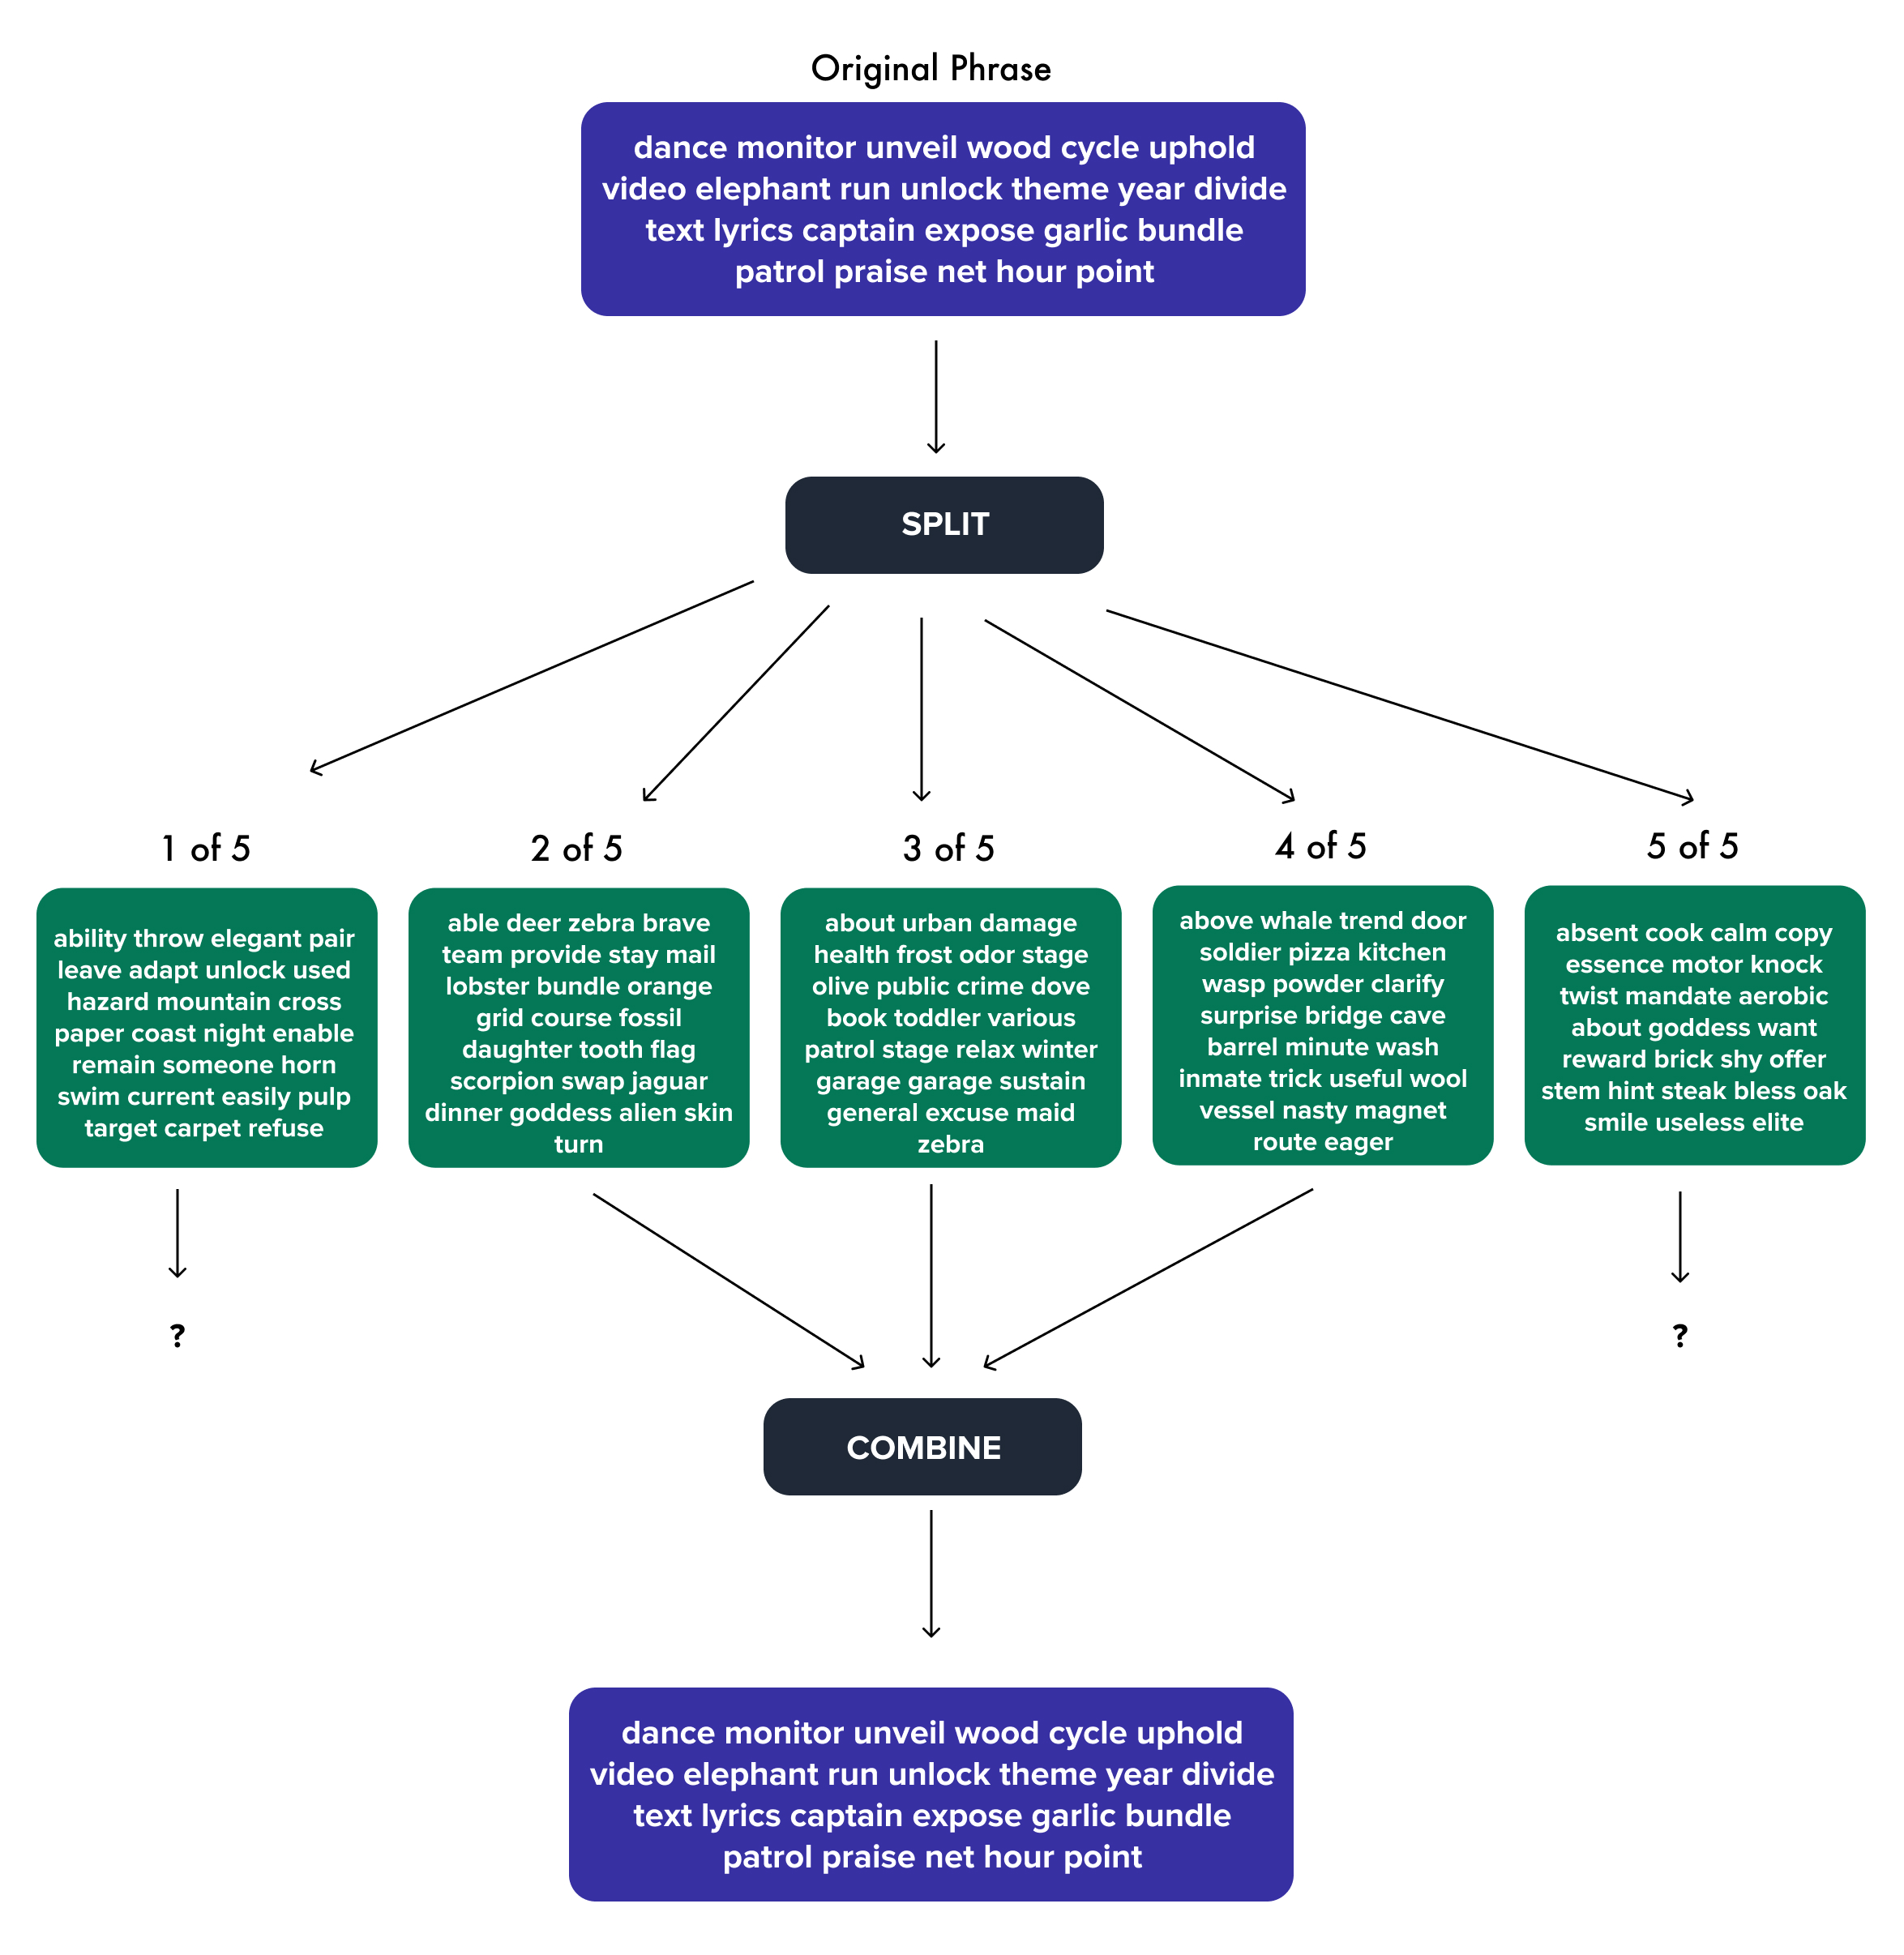 Original Phrase
dance monitor unveil wood cycle uphold
video elephant run unlock theme year divide
text lyrics captain expose garlic bundle
patrol praise net hour point
SPLIT
1 of 5
ability throw elegant pair
leave adapt unlock used
hazard mountain cross
paper coast night enable
remain someone horn
swim current easily pulp
target carpet refuse
?
2 of 5
able deer zebra brave
team provide stay mail
lobster bundle orange
grid course fossil
daughter tooth flag
scorpion swap jaguar
dinner goddess alien skin
turn
3 of 5
about urban damage
health frost odor stage
olive public crime dove
book toddler various
patrol stage relax winter
garage garage sustain
general excuse maid
zebra
4 of 5
above whale trend door
soldier pizza kitchen
wasp powder clarify
surprise bridge cave
barrel minute wash
inmate trick useful wool
vessel nasty magnet
route eager
5 of 5
absent cook calm copy
essence motor knock
twist mandate aerobic
about goddess want
reward brick shy offer
stem hint steak bless oak
smile useless elite
?
COMBINE
dance monitor unveil wood cycle uphold
video elephant run unlock theme year divide
text lyrics captain expose garlic bundle
patrol praise net hour point